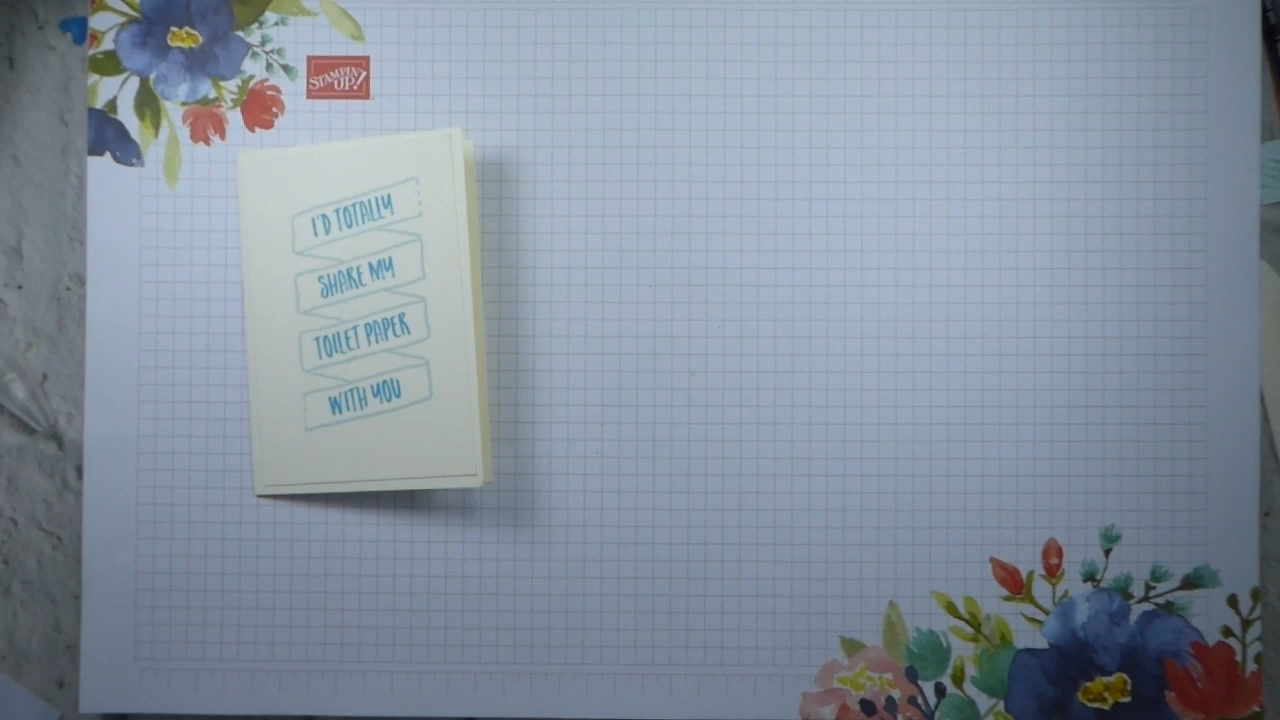 STAMPIN' UP!
I'D TOTALLY
SHARE MY
TOILET PAPER
WITH YOU